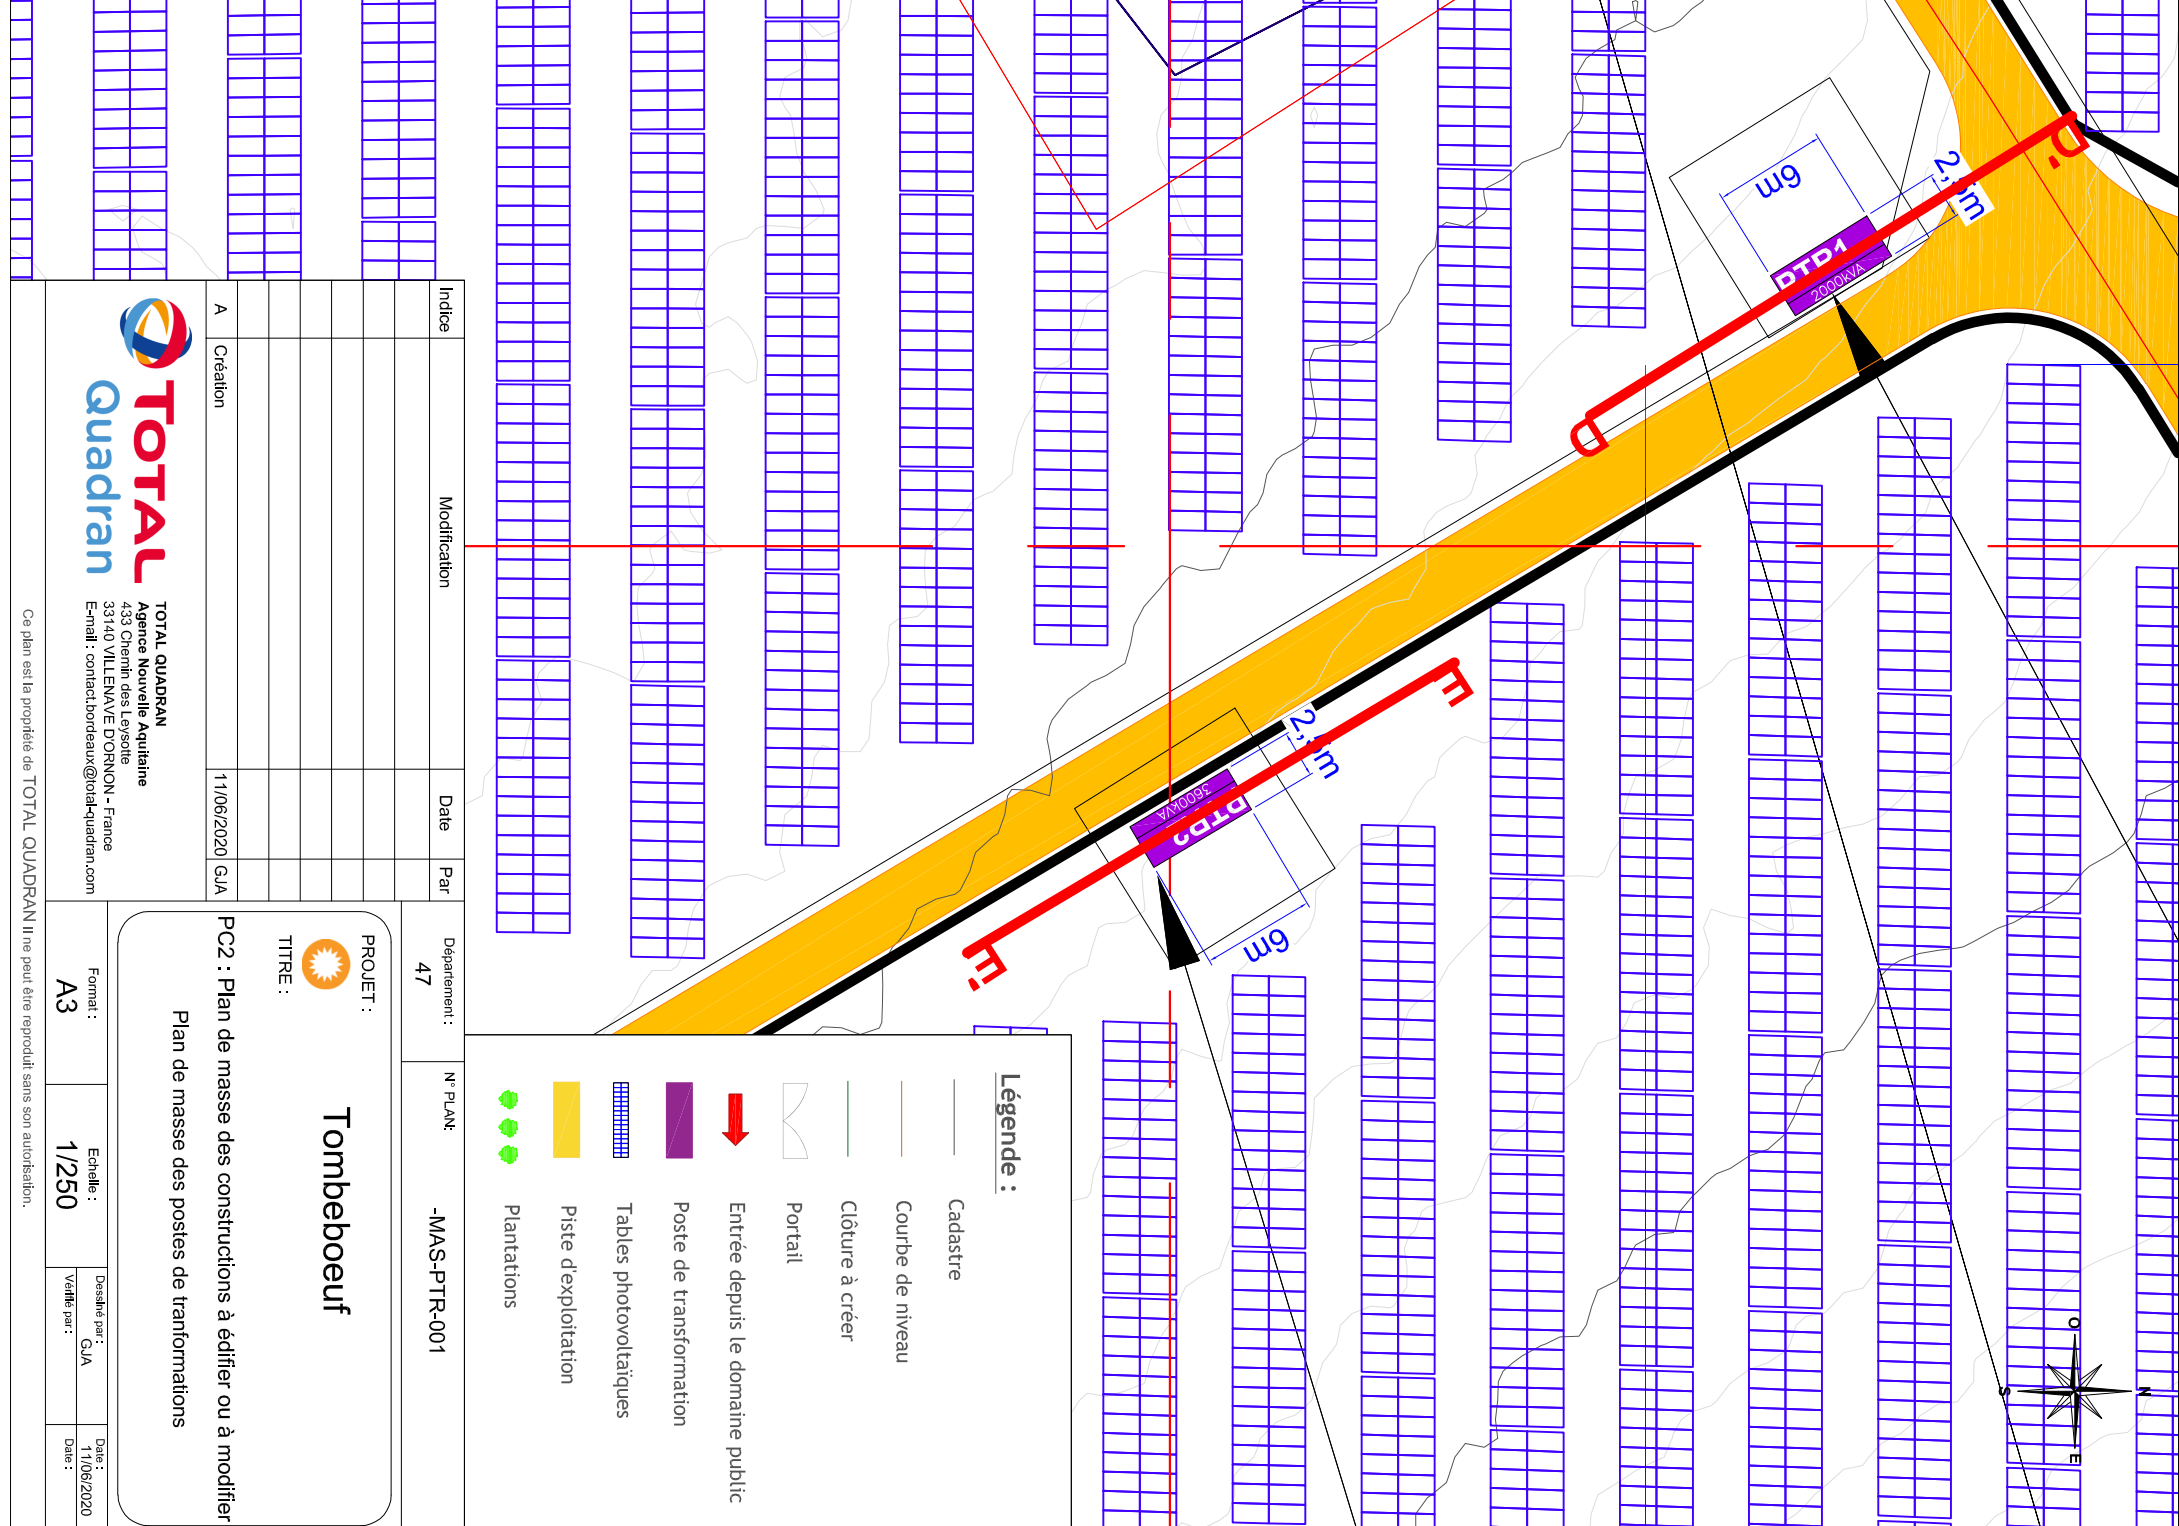 D'
2,5m
6m
PTR1
2000kVA
D
E
2,5m
3600kVA
PTR2
6m
E'
O
N
S
E
Légende :
Cadastre
Courbe de niveau
Clôture à créer
Portail
Entrée depuis le domaine public
Poste de transformation
Tables photovoltaïques
Piste d'exploitation
Plantations
Indice
Modification
Date
Par
A
Création
11/06/2020
GJA
TOTAL
Quadran
TOTAL QUADRAN
Agence Nouvelle Aquitaine
433 Chemin des Leysotte
33140 VILLENAVE D'ORNON - France
E-mail : contact.bordeaux@total-quadran.com
Département :
47
N° PLAN:
-MAS-PTR-001
PROJET :
Tombeboeuf
TITRE :
PC2 : Plan de masse des constructions à édifier ou à modifier
Plan de masse des postes de tranformations
Format :
A3
Echelle :
1/250
Dessiné par :
GJA
Date :
11/06/2020
Vérifié par :
Date :
Ce plan est la propriété de TOTAL QUADRAN Il ne peut être reproduit sans son autorisation.